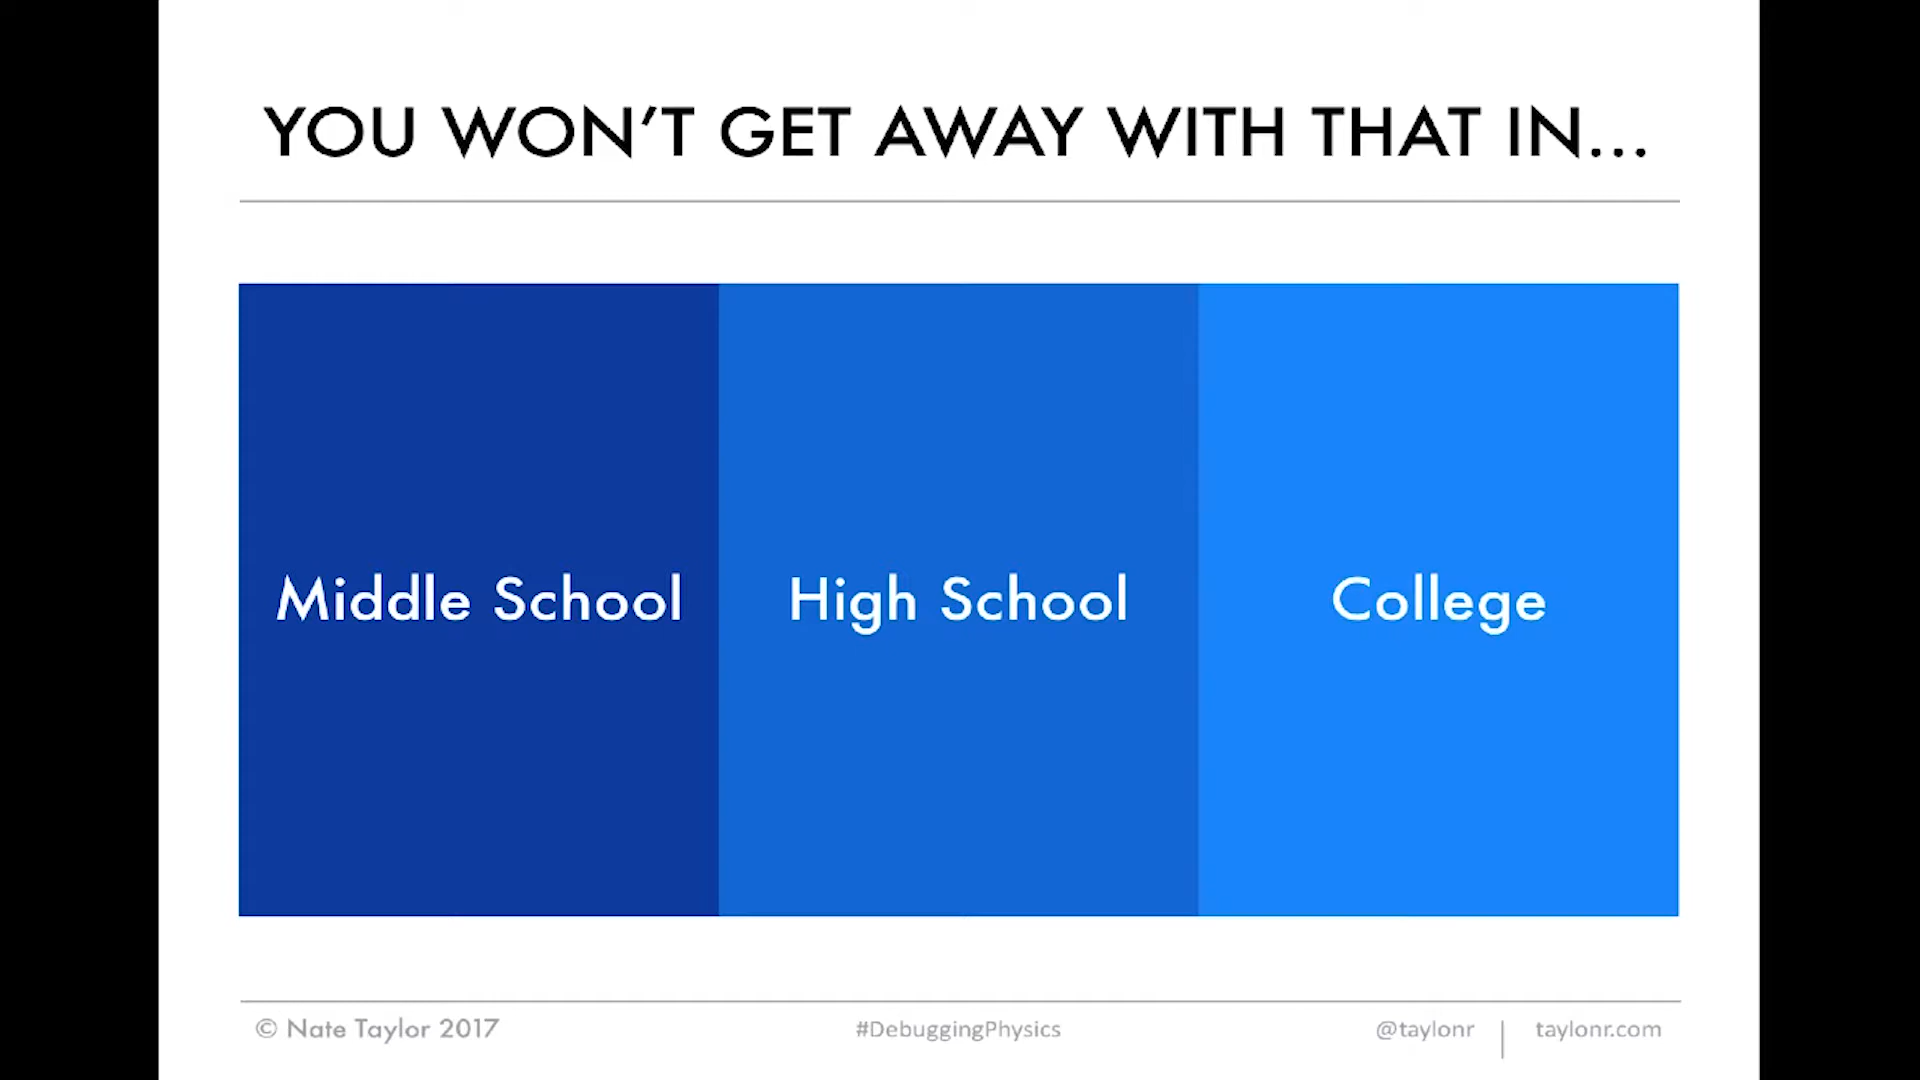 YOU WON'T GET AWAY WITH THAT IN...
Middle School
High School
College
© Nate Taylor 2017
#DebuggingPhysics
@taylonr
taylonr.com